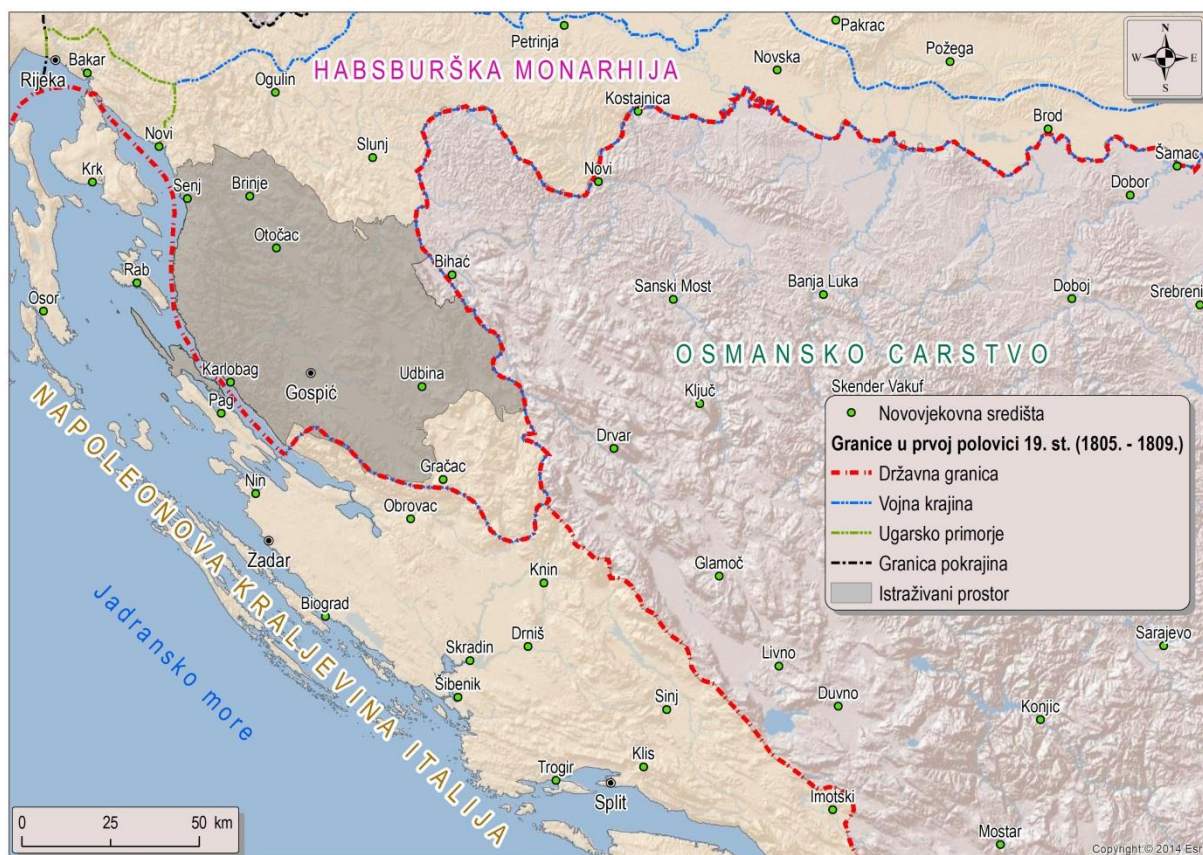 Pakrac
Petrinja
Požega
Novska
Bakar
Rijeka
Ogulin
HABSBURŠKA MONARHIJA
N
W
E
S
Kostajnica
Brod
Novi
Slunj
Šamac
Krk
Senj
Brinje
Novi
Dobor
Otočac
Bihać
Rab
Sanski Most
Banja Luka
Doboj
Srebreni
Osor
OSMANSKO CARSTVO
Karlobag
Gospić
Udbina
Ključ
Skender Vakuf
Pag
Drvar
Gračac
Nin
Obrovac
Zadar
NAPOLEONOVA KRALJEVINA ITALIJA
Knin
Glamoč
Biograd
Jadransko more
Skradin
Drniš
Šibenik
Sinj
Livno
Duvno
Konjic
Sarajevo
Klis
Trogir
Split
Imotski
Mostar
Novovjekovna središta
Granice u prvoj polovici 19. st. (1805. - 1809.)
Državna granica
Vojna krajina
Ugarsko primorje
Granica pokrajina
Istraživani prostor
0 25 50 km
Copyright:© 2014 Esr